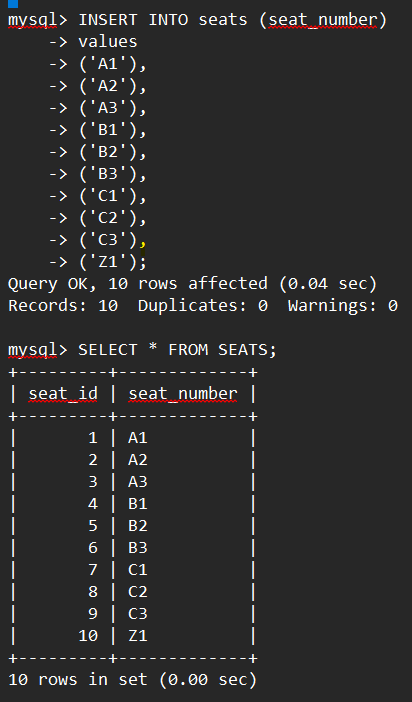 mysql> INSERT INTO seats (seat_number)
    -> values
    -> ('A1'),
    -> ('A2'),
    -> ('A3'),
    -> ('B1'),
    -> ('B2'),
    -> ('B3'),
    -> ('C1'),
    -> ('C2'),
    -> ('C3'),
    -> ('Z1');
Query OK, 10 rows affected (0.04 sec)
Records: 10  Duplicates: 0  Warnings: 0
mysql> SELECT * FROM SEATS;
+---------+-------------+
| seat_id | seat_number |
+---------+-------------+
|       1 | A1          |
|       2 | A2          |
|       3 | A3          |
|       4 | B1          |
|       5 | B2          |
|       6 | B3          |
|       7 | C1          |
|       8 | C2          |
|       9 | C3          |
|      10 | Z1          |
+---------+-------------+
10 rows in set (0.00 sec)